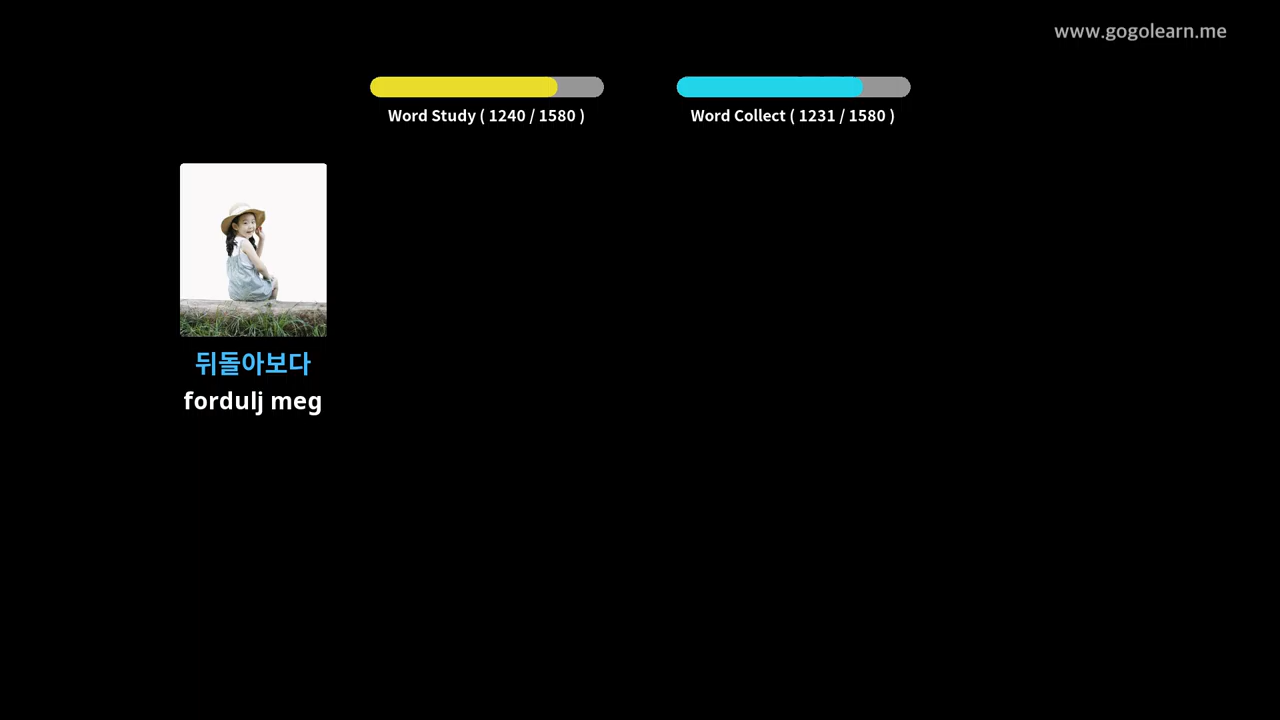 www.gogolearn.me
Word Study ( 1240 / 1580 )
Word Collect ( 1231 / 1580 )
뒤돌아보다
fordulj meg